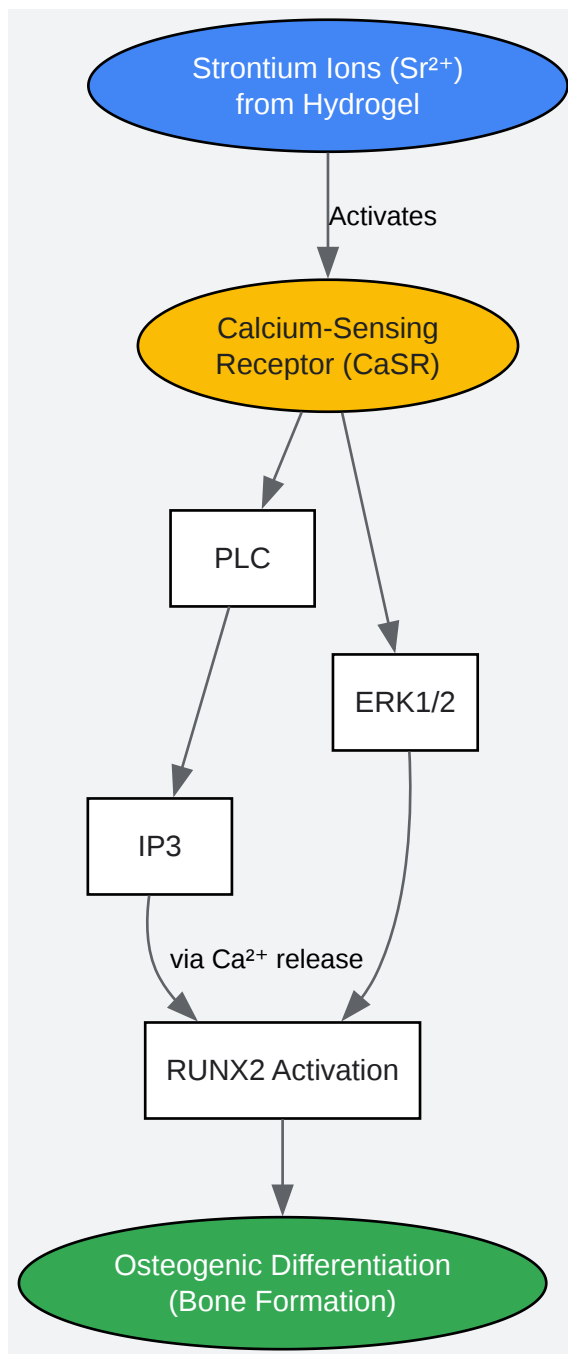 Strontium Ions (Sr²⁺)
from Hydrogel
Activates
Calcium-Sensing
Receptor (CaSR)
PLC
ERK1/2
IP3
via Ca²⁺ release
RUNX2 Activation
Osteogenic Differentiation
(Bone Formation)